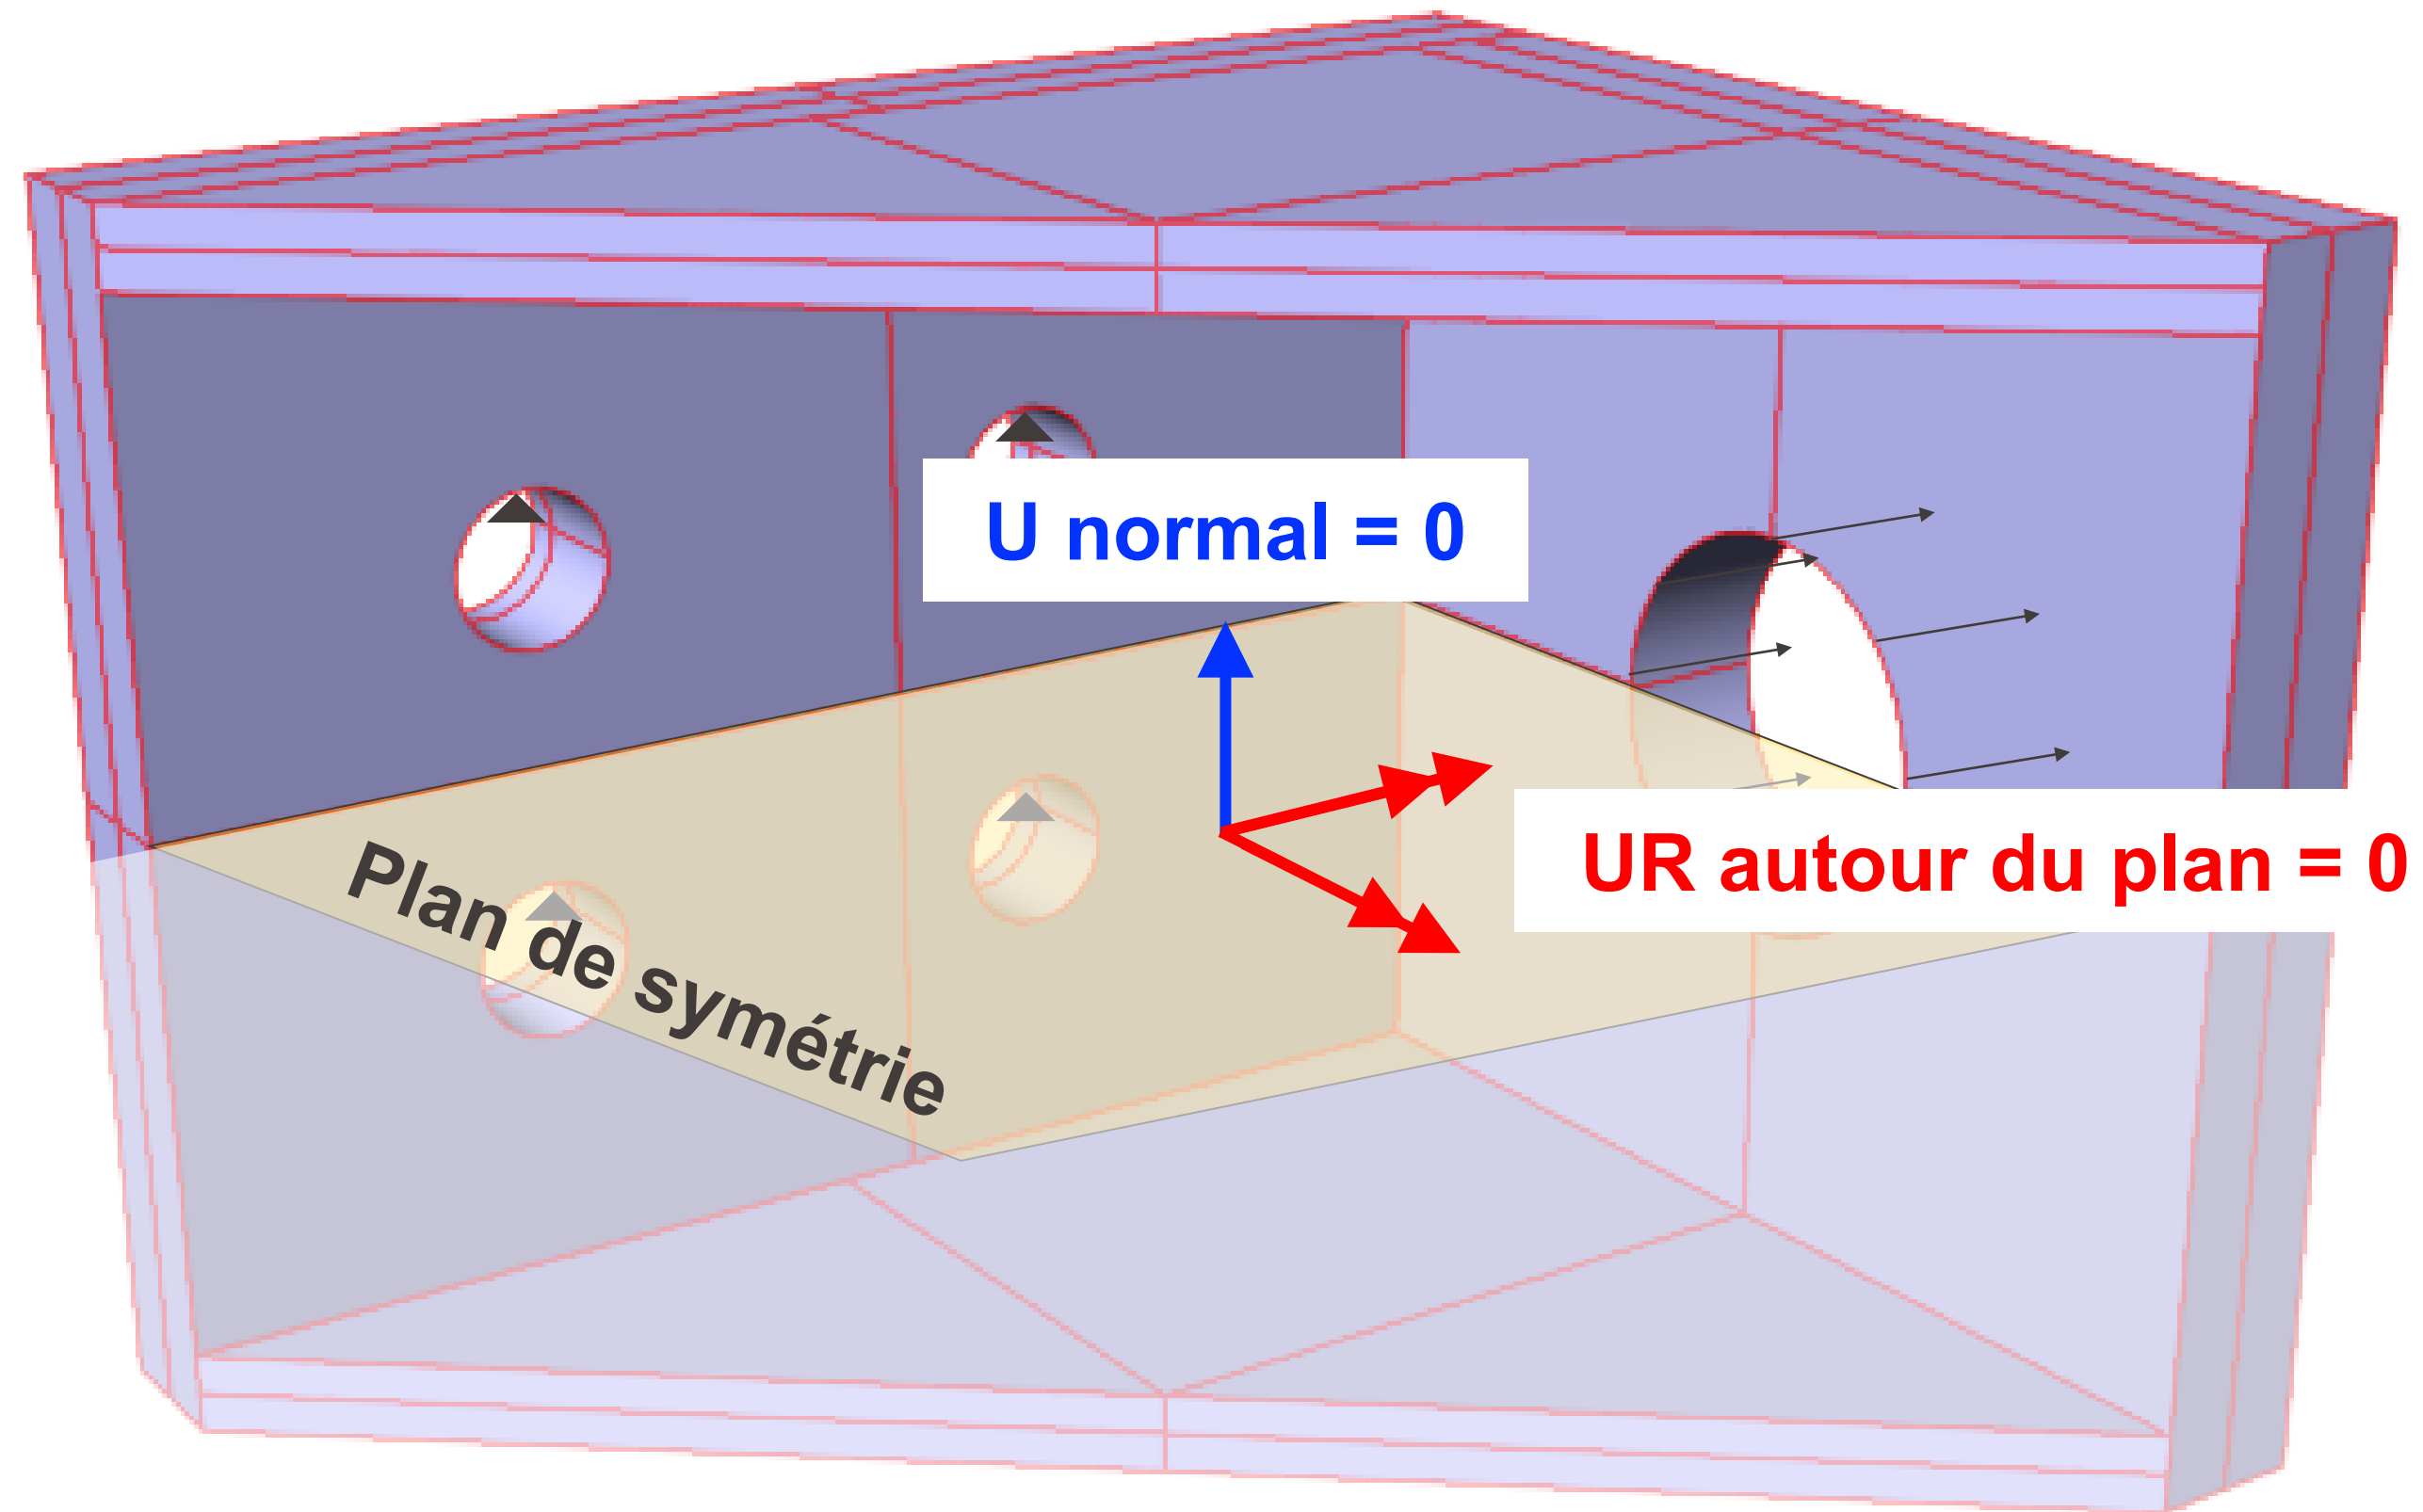 U normal = 0
UR autour du plan = 0
Plan de symétrie